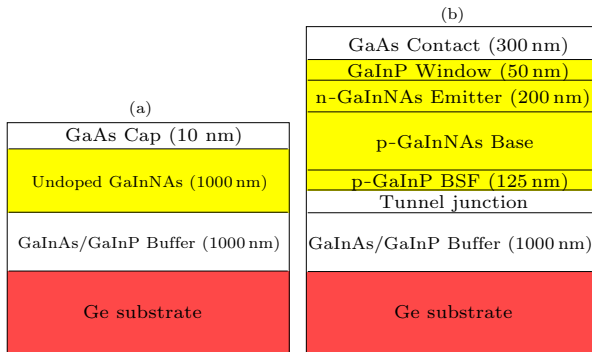 (a)
GaAs Cap (10 nm)
Undoped GaInNAs (1000 nm)
GaInAs/GaInP Buffer (1000 nm)
Ge substrate
(b)
GaAs Contact (300 nm)
GaInP Window (50 nm)
n-GaInNAs Emitter (200 nm)
p-GaInNAs Base
p-GaInP BSF (125 nm)
Tunnel junction
GaInAs/GaInP Buffer (1000 nm)
Ge substrate